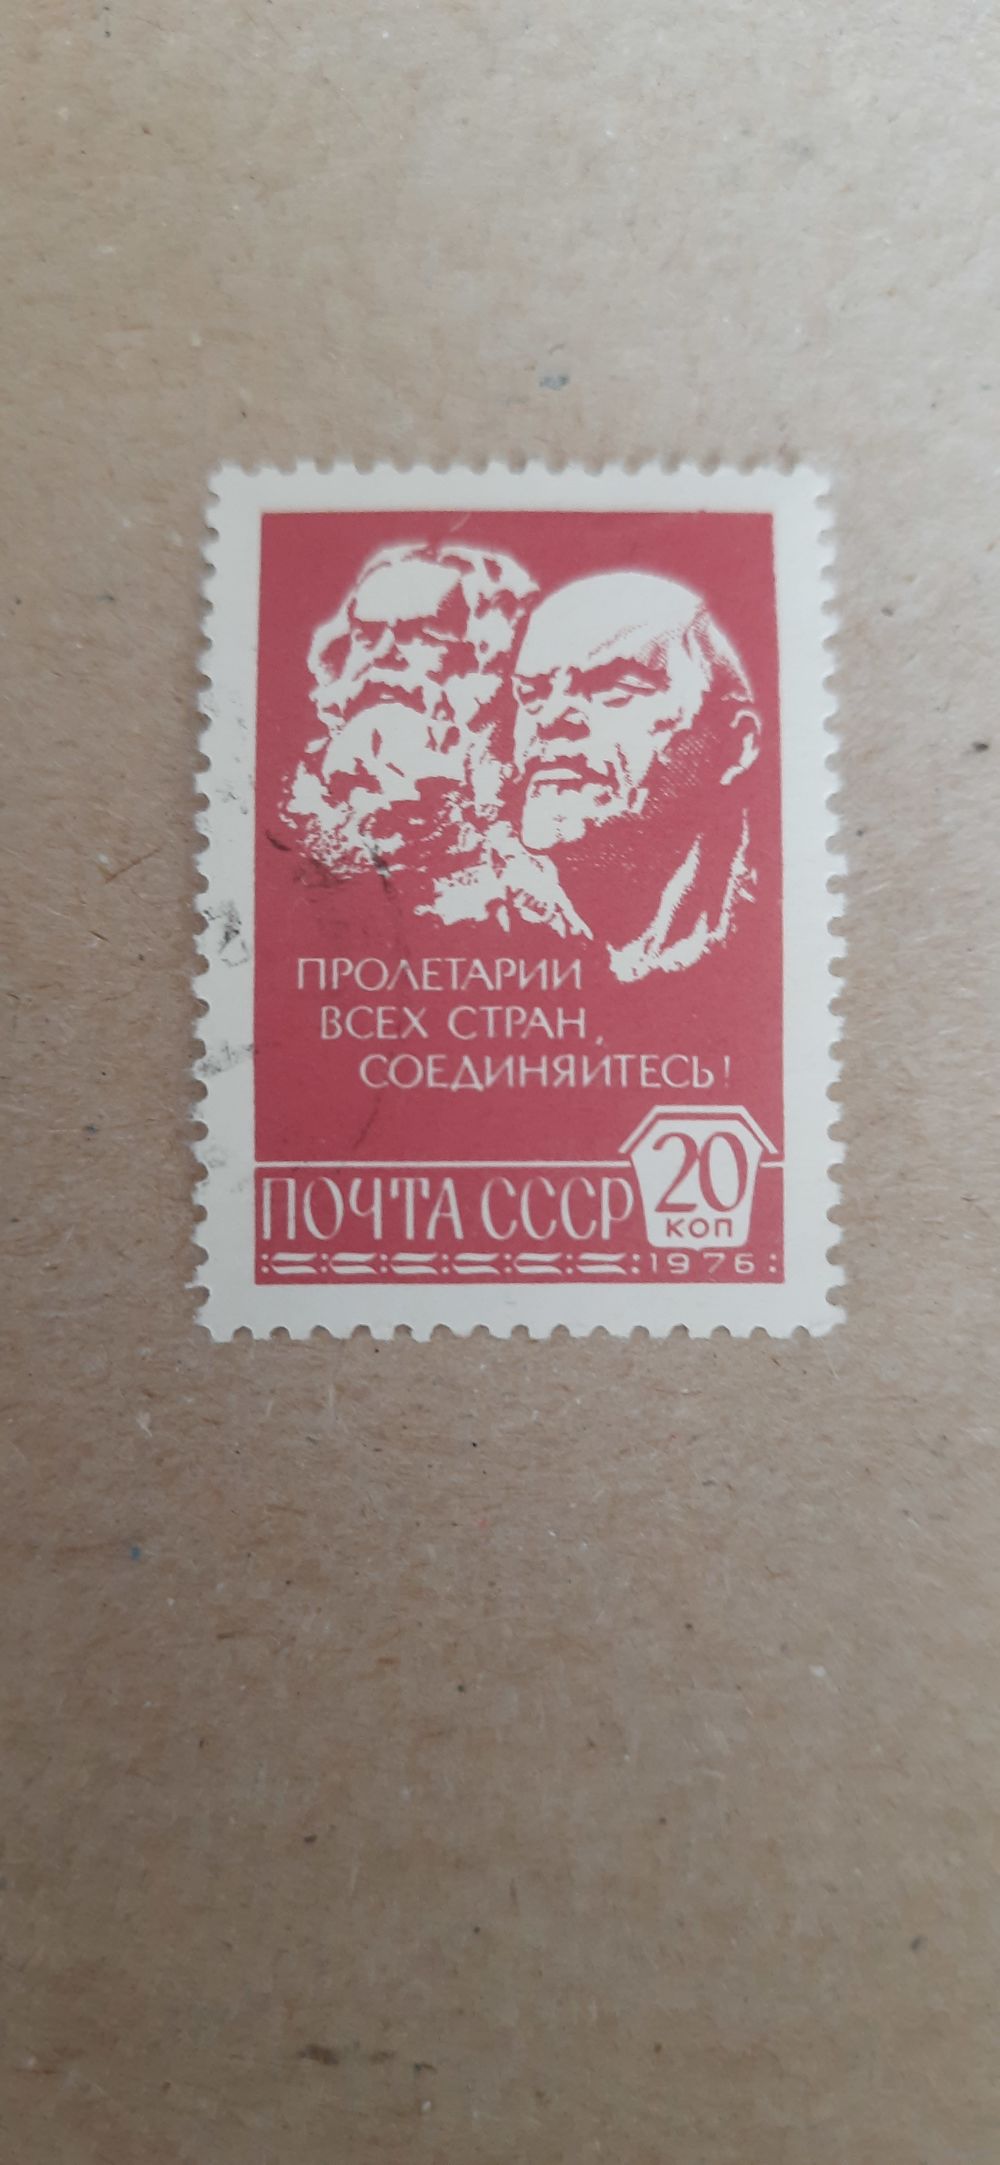 ПРОЛЕТАРИИ
ВСЕХ СТРАН,
СОЕДИНЯЙТЕСЬ!
ПОЧТА СССР
20
КОП
1976